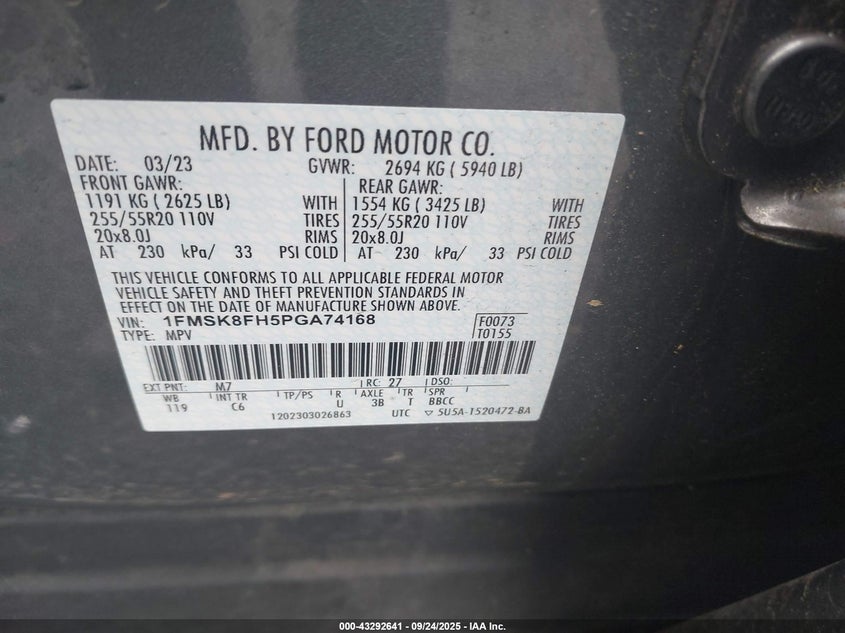 MFD. BY FORD MOTOR CO.
DATE: 03/23 GVWR: 2694 KG ( 5940 LB)
FRONT GAWR: REAR GAWR:
1191 KG ( 2625 LB) WITH 1554 KG ( 3425 LB) WITH
255/55R20 110V TIRES 255/55R20 110V TIRES
20x8.0J RIMS 20x8.0J RIMS
AT 230 kPa/ 33 PSI COLD AT 230 kPa/ 33 PSI COLD
THIS VEHICLE CONFORMS TO ALL APPLICABLE FEDERAL MOTOR
VEHICLE SAFETY AND THEFT PREVENTION STANDARDS IN
EFFECT ON THE DATE OF MANUFACTURE SHOWN ABOVE.
VIN: 1FMSK8FH5PGA74168 F0073
TYPE: MPV T0155
EXT PNT: M7 RC: 27 DSO:
WB INT TR TP/PS R AXLE TR SPR
119 C6 U 3B T BBCC
1202303026863 UTC ▽ 5U5A-1520472-BA
000-43292641 - 09/24/2025 - IAA Inc.